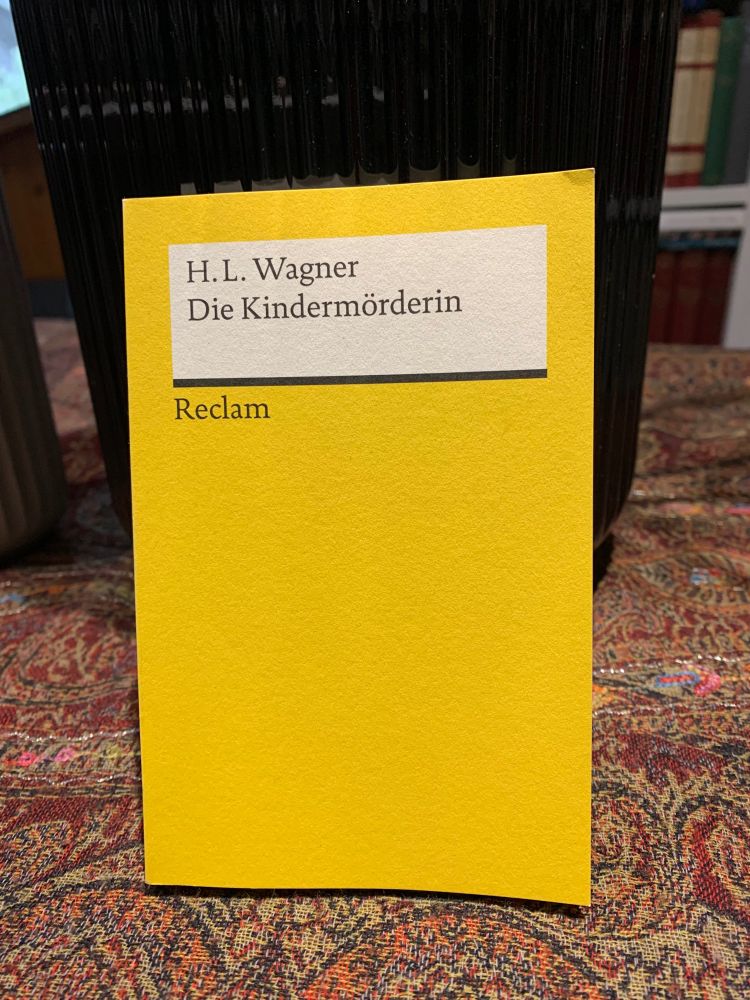 H. L. Wagner
Die Kindermörderin
Reclam